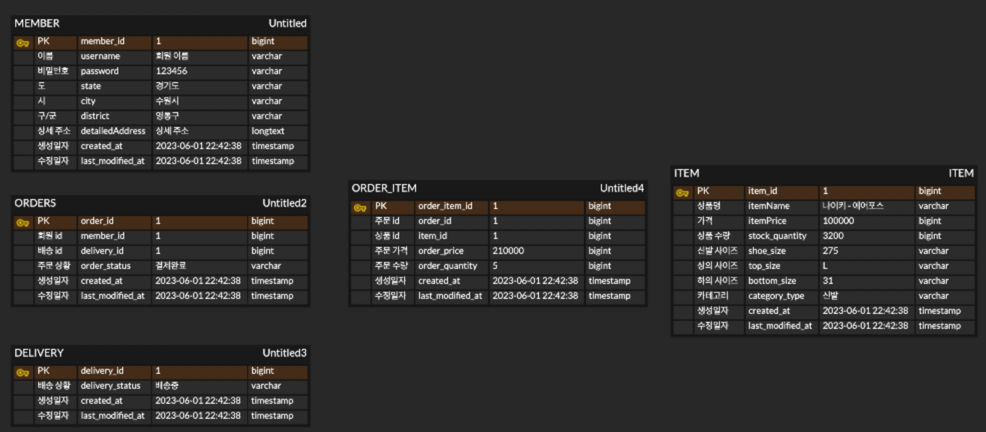 MEMBER Untitled
PK member_id 1 bigint
이름 username 회원 이름 varchar
비밀번호 password 123456 varchar
도 state 경기도 varchar
시 city 수원시 varchar
구/군 district 영통구 varchar
상세 주소 detailedAddress 상세 주소 longtext
생성일자 created_at 2023-06-01 22:42:38 timestamp
수정일자 last_modified_at 2023-06-01 22:42:38 timestamp
ORDERS Untitled2
PK order_id 1 bigint
회원 id member_id 1 bigint
배송 id delivery_id 1 bigint
주문 상황 order_status 결제완료 varchar
생성일자 created_at 2023-06-01 22:42:38 timestamp
수정일자 last_modified_at 2023-06-01 22:42:38 timestamp
DELIVERY Untitled3
PK delivery_id 1 bigint
배송 상황 delivery_status 배송중 varchar
생성일자 created_at 2023-06-01 22:42:38 timestamp
수정일자 last_modified_at 2023-06-01 22:42:38 timestamp
ORDER_ITEM Untitled4
PK order_item_id 1 bigint
주문 id order_id 1 bigint
상품 id item_id 1 bigint
주문 가격 order_price 210000 bigint
주문 수량 order_quantity 5 bigint
생성일자 created_at 2023-06-01 22:42:38 timestamp
수정일자 last_modified_at 2023-06-01 22:42:38 timestamp
ITEM ITEM
PK item_id 1 bigint
상품명 itemName 나이키 - 에어포스 varchar
가격 itemPrice 100000 bigint
상품 수량 stock_quantity 3200 bigint
신발 사이즈 shoe_size 275 varchar
상의 사이즈 top_size L varchar
하의 사이즈 bottom_size 31 varchar
카테고리 category_type 신발 varchar
생성일자 created_at 2023-06-01 22:42:38 timestamp
수정일자 last_modified_at 2023-06-01 22:42:38 timestamp